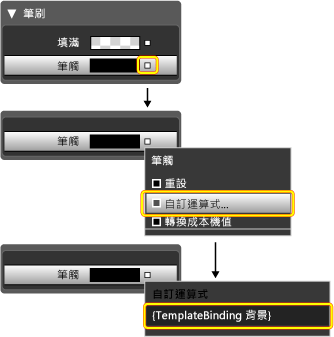 ▼ 筆刷
填滿
筆觸
筆觸
筆觸
重設
自訂運算式...
轉換成本機值
筆觸
自訂運算式
{TemplateBinding 背景}